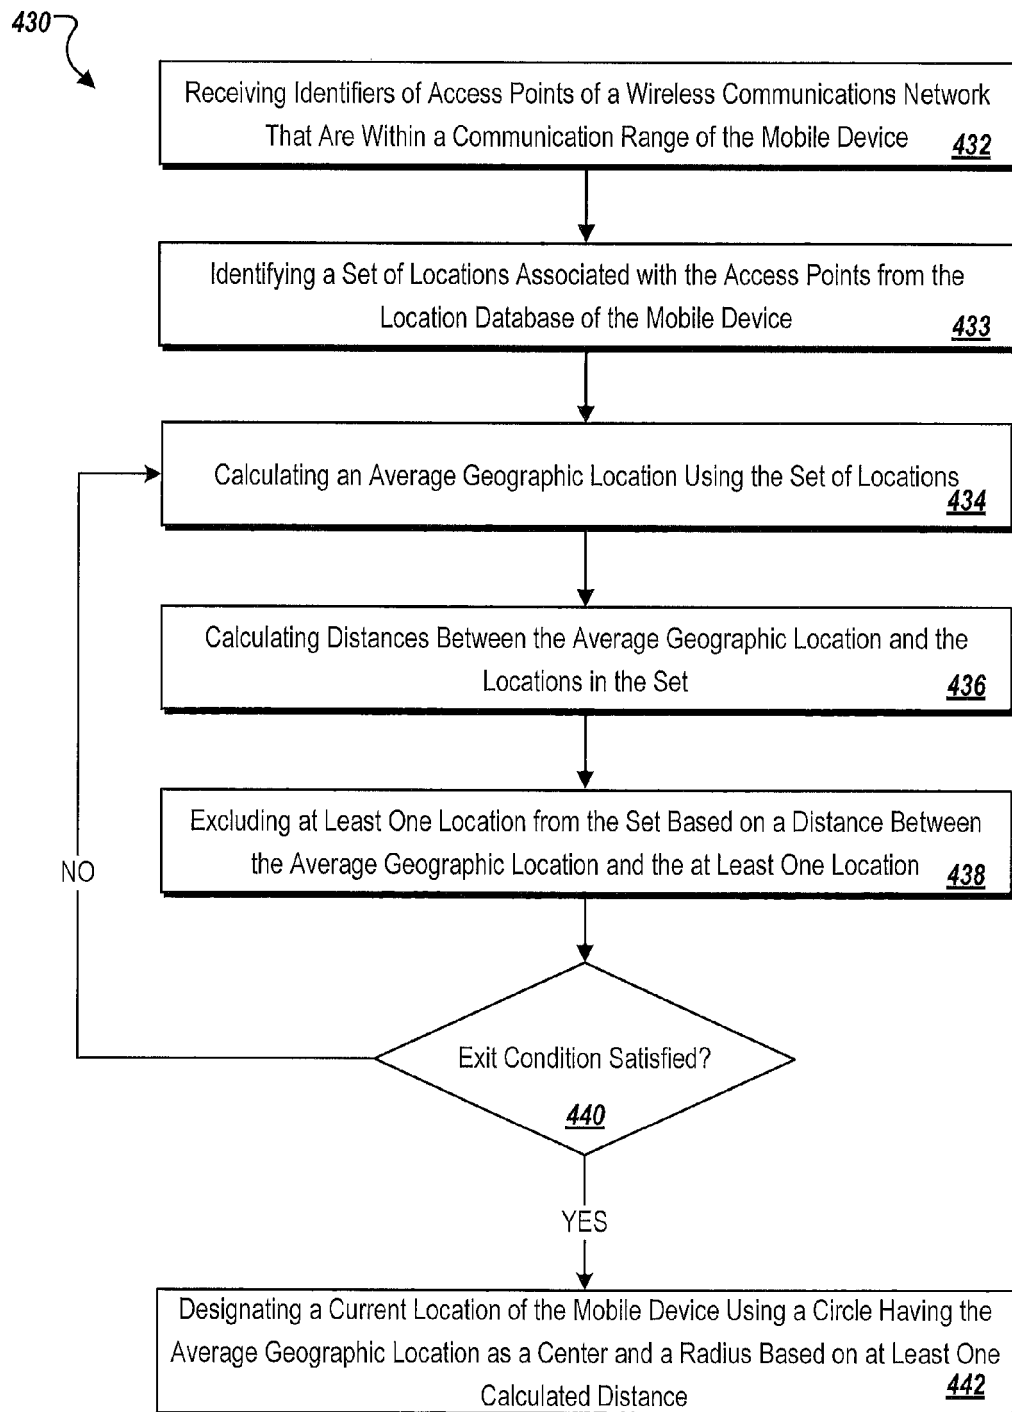 430
Receiving Identifiers of Access Points of a Wireless Communications Network
That Are Within a Communication Range of the Mobile Device
432
Identifying a Set of Locations Associated with the Access Points from the
Location Database of the Mobile Device
433
Calculating an Average Geographic Location Using the Set of Locations
434
Calculating Distances Between the Average Geographic Location and the
Locations in the Set
436
Excluding at Least One Location from the Set Based on a Distance Between
the Average Geographic Location and the at Least One Location
438
NO
Exit Condition Satisfied?
440
YES
Designating a Current Location of the Mobile Device Using a Circle Having the
Average Geographic Location as a Center and a Radius Based on at Least One
Calculated Distance
442